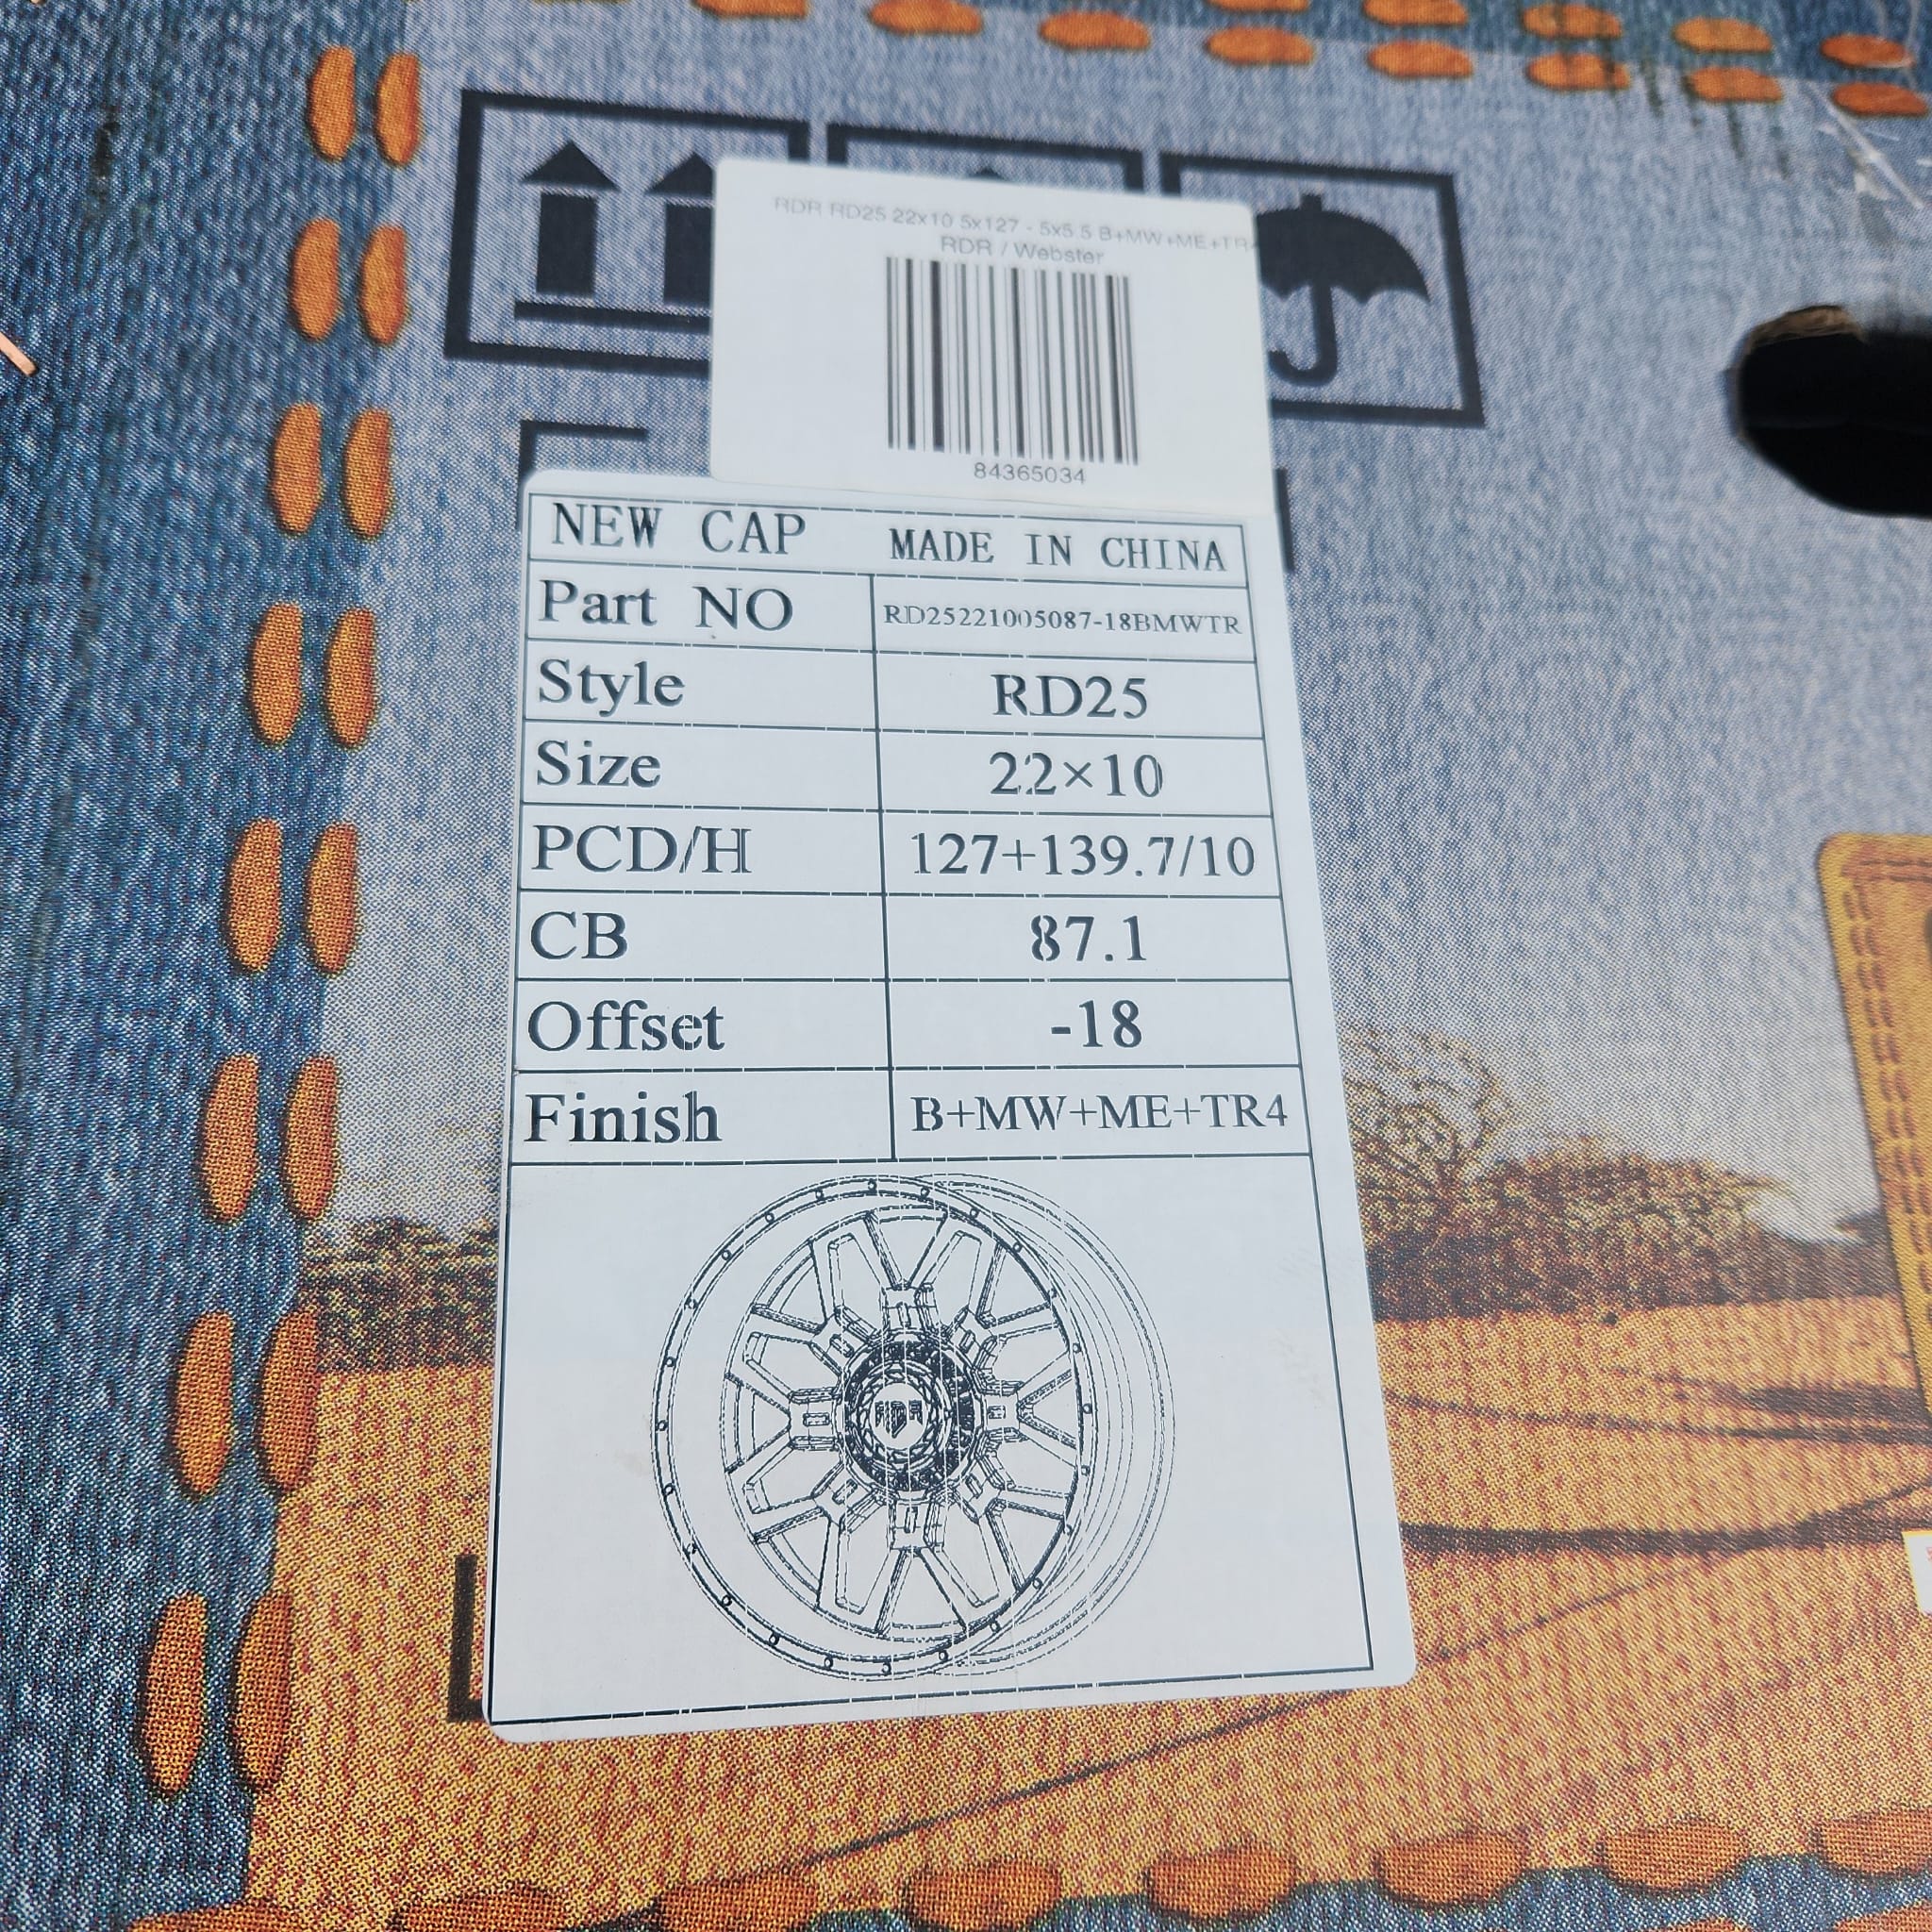 RDR RD25 22x10 5x127 - 5x5.5 B+MW+ME+TR
RDR / Webster
84365034
NEW CAP MADE IN CHINA
Part NO RD25221005087-18BMWTR
Style RD25
Size 22×10
PCD/H 127+139.7/10
CB 87.1
Offset -18
Finish B+MW+ME+TR4
RDR